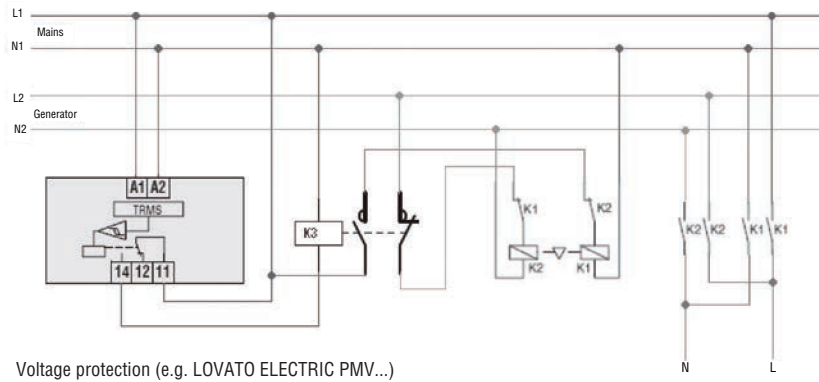 L1
Mains
N1
L2
Generator
N2
A1 A2
TRMS
14 12 11
K3
K1
K2
K2
K1
K2 K2 K1 K1
N L
Voltage protection (e.g. LOVATO ELECTRIC PMV...)